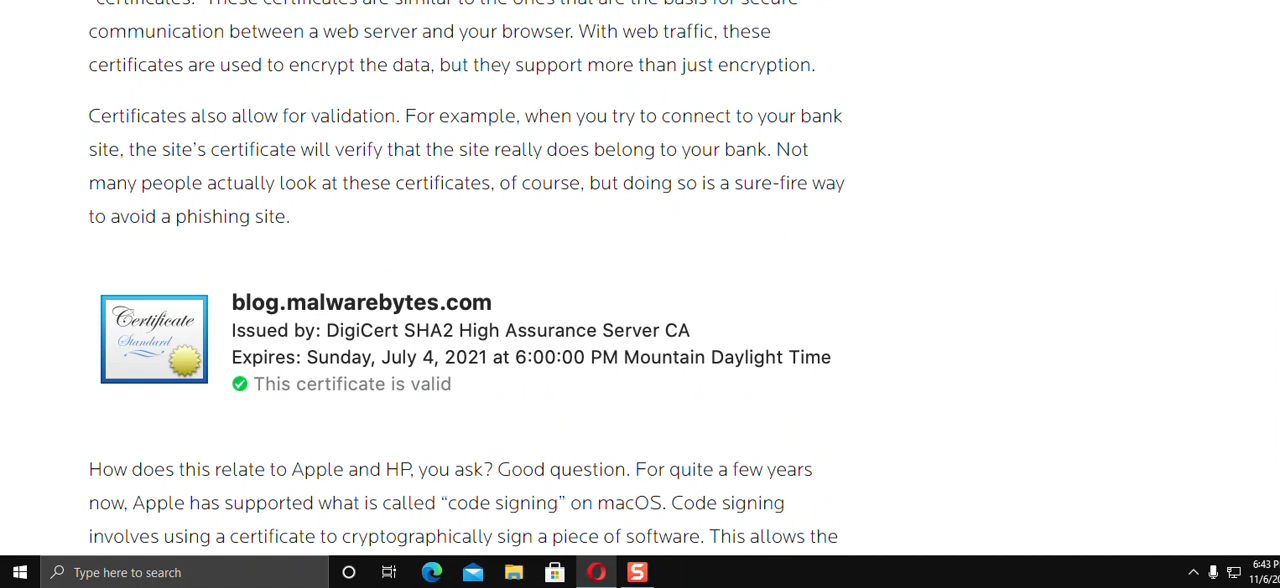 communication between a web server and your browser. With web traffic, these
certificates are used to encrypt the data, but they support more than just encryption.
Certificates also allow for validation. For example, when you try to connect to your bank
site, the site’s certificate will verify that the site really does belong to your bank. Not
many people actually look at these certificates, of course, but doing so is a sure-fire way
to avoid a phishing site.
Certificate
Standard
blog.malwarebytes.com
Issued by: DigiCert SHA2 High Assurance Server CA
Expires: Sunday, July 4, 2021 at 6:00:00 PM Mountain Daylight Time
This certificate is valid
How does this relate to Apple and HP, you ask? Good question. For quite a few years
now, Apple has supported what is called “code signing” on macOS. Code signing
involves using a certificate to cryptographically sign a piece of software. This allows the
Type here to search
S
6:43 P
11/6/20